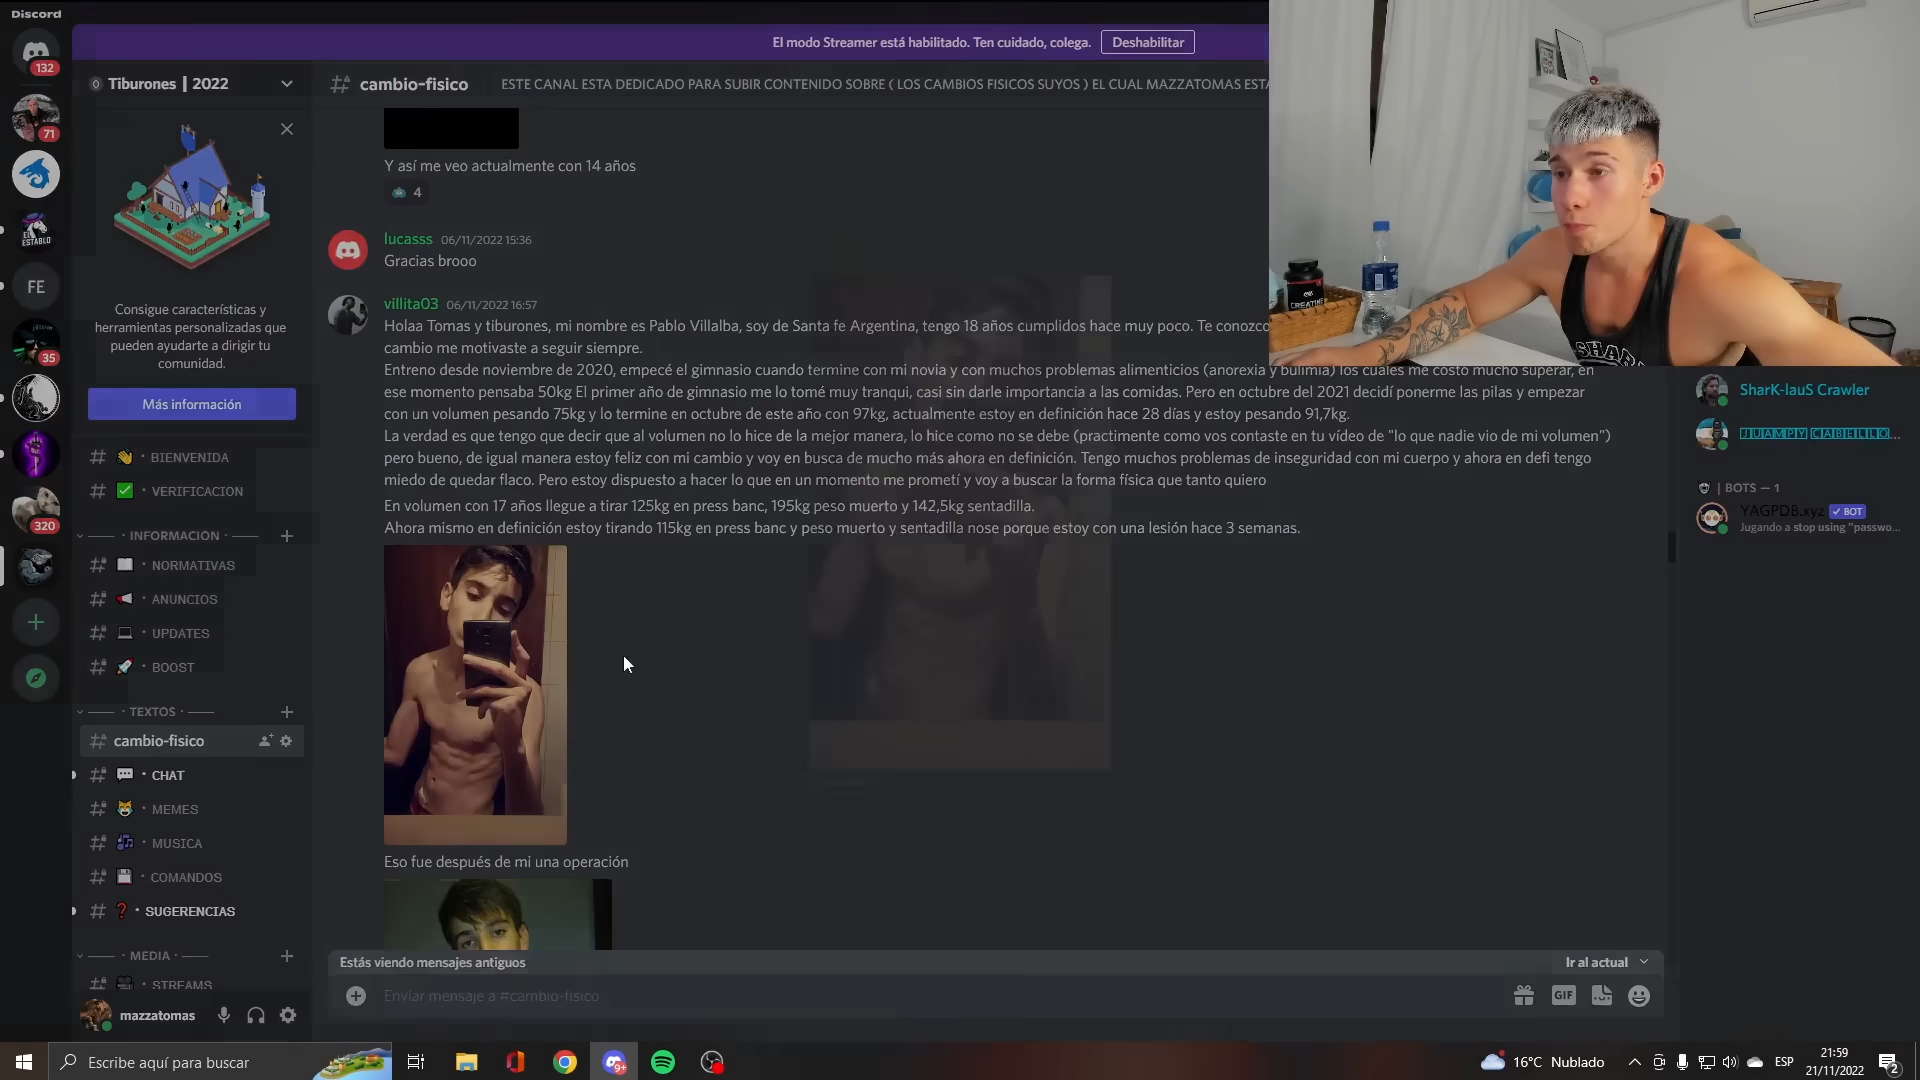 Discord
El modo Streamer está habilitado. Ten cuidado, colega.
Deshabilitar
132
71
EL ESTABLO
FE
35
320
Tiburones | 2022
Consigue características y
herramientas personalizadas que
pueden ayudarte a dirigir tu
comunidad.
Más información
BIENVENIDA
VERIFICACION
INFORMACIÓN
NORMATIVAS
ANUNCIOS
UPDATES
BOOST
TEXTOS
cambio-fisico
CHAT
MEMES
MUSICA
COMANDOS
SUGERENCIAS
MEDIA
STREAMS
mazzatomas
cambio-fisico
ESTE CANAL ESTA DEDICADO PARA SUBIR CONTENIDO SOBRE ( LOS CAMBIOS FISICOS SUYOS ) EL CUAL MAZZATOMAS ESTA
Y así me veo actualmente con 14 años
4
lucasss 06/11/2022 15:36
Gracias brooo
villita03 06/11/2022 16:57
Holaa Tomas y tiburones, mi nombre es Pablo Villalba, soy de Santa fe Argentina, tengo 18 años cumplidos hace muy poco. Te conozco
cambio me motivaste a seguir siempre.
Entreno desde noviembre de 2020, empecé el gimnasio cuando termine con mi novia y con muchos problemas alimenticios (anorexia y bulimia) los cuales me costó mucho superar, en
ese momento pensaba 50kg El primer año de gimnasio me lo tomé muy tranqui, casi sin darle importancia a las comidas. Pero en octubre del 2021 decidí ponerme las pilas y empezar
con un volumen pesando 75kg y lo termine en octubre de este año con 97kg, actualmente estoy en definición hace 28 días y estoy pesando 91,7kg.
La verdad es que tengo que decir que al volumen no lo hice de la mejor manera, lo hice como no se debe (practimente como vos contaste en tu vídeo de "lo que nadie vio de mi volumen")
pero bueno, de igual manera estoy feliz con mi cambio y voy en busca de mucho más ahora en definición. Tengo muchos problemas de inseguridad con mi cuerpo y ahora en defi tengo
miedo de quedar flaco. Pero estoy dispuesto a hacer lo que en un momento me prometí y voy a buscar la forma física que tanto quiero
En volumen con 17 años llegue a tirar 125kg en press banc, 195kg peso muerto y 142,5kg sentadilla.
Ahora mismo en definición estoy tirando 115kg en press banc y peso muerto y sentadilla nose porque estoy con una lesión hace 3 semanas.
Eso fue después de mi una operación
Estás viendo mensajes antiguos
Ir al actual
Enviar mensaje a #cambio-fisico
GIF
CREATINE
SHARK
SharK-lauS Crawler
JUAMPY CABELLO...
| BOTS — 1
YAGPDB.xyz
BOT
Jugando a stop using "passwo...
Escribe aquí para buscar
9+
16°C Nublado
ESP
21:59
21/11/2022
2